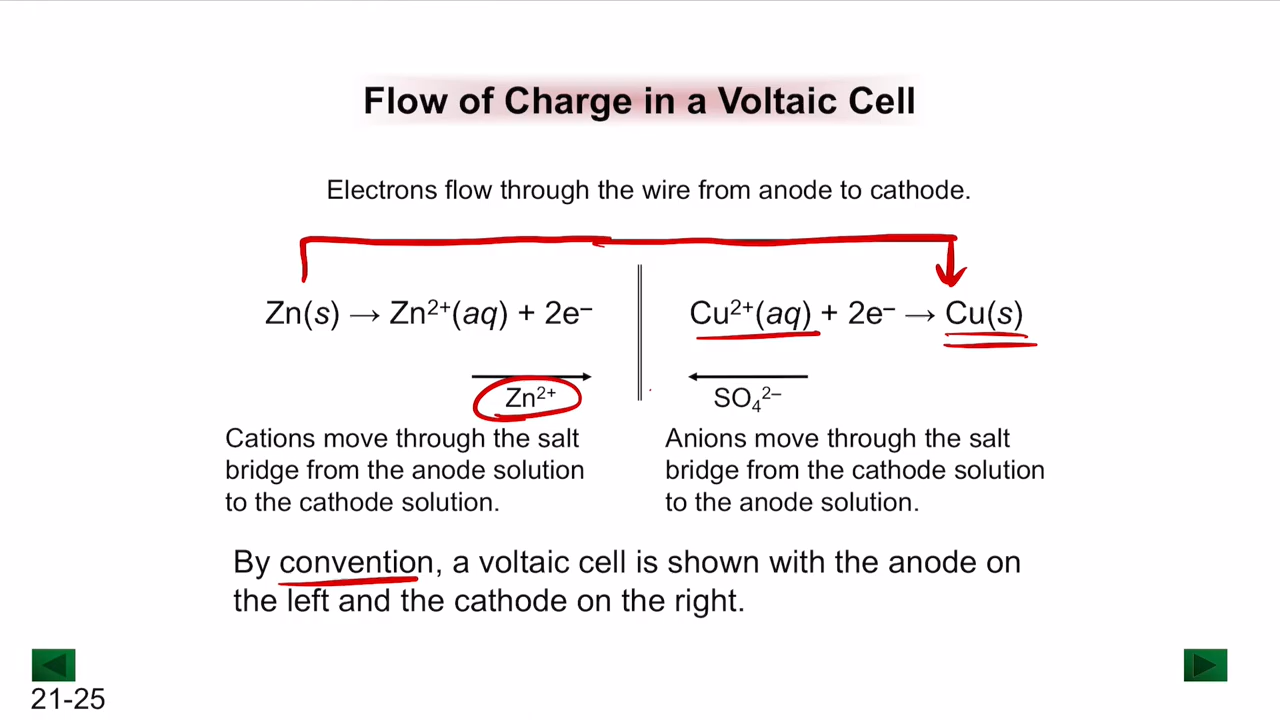 Flow of Charge in a Voltaic Cell
Electrons flow through the wire from anode to cathode.
Zn(s) → Zn²⁺(aq) + 2e⁻
Cu²⁺(aq) + 2e⁻ → Cu(s)
Zn²⁺
SO₄²⁻
Cations move through the salt
bridge from the anode solution
to the cathode solution.
Anions move through the salt
bridge from the cathode solution
to the anode solution.
By convention, a voltaic cell is shown with the anode on
the left and the cathode on the right.
21-25